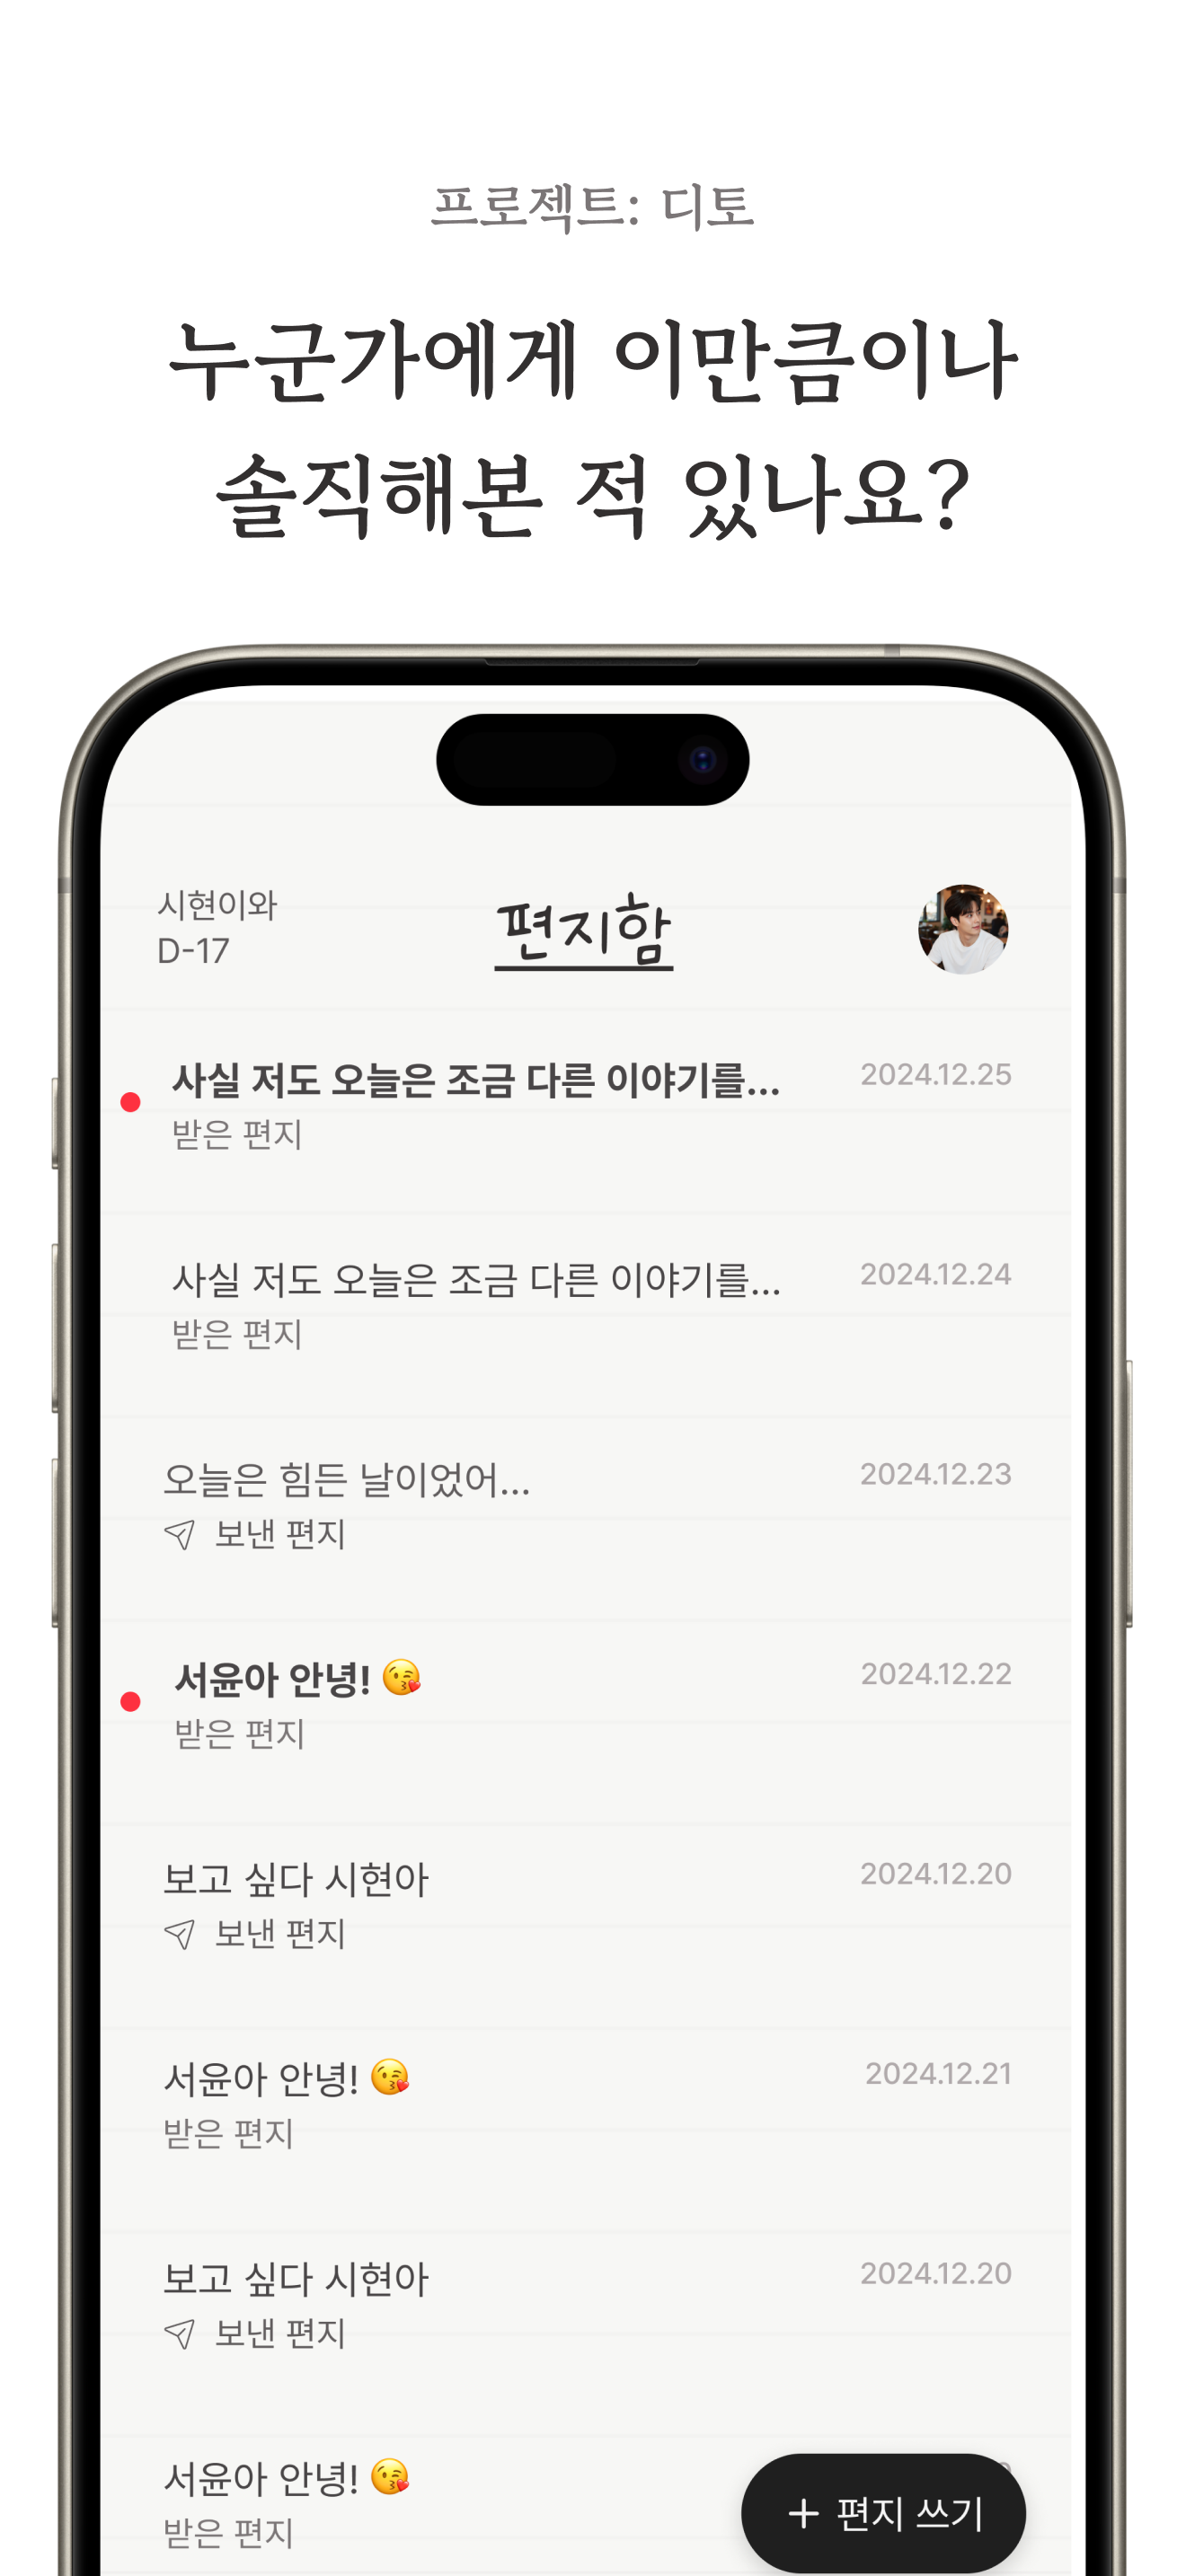 프로젝트: 디토
누군가에게 이만큼이나
솔직해본 적 있나요?
시현이와
D-17
편지함
사실 저도 오늘은 조금 다른 이야기를...
2024.12.25
받은 편지
사실 저도 오늘은 조금 다른 이야기를...
2024.12.24
받은 편지
오늘은 힘든 날이었어...
2024.12.23
보낸 편지
서윤아 안녕! 😘
2024.12.22
받은 편지
보고 싶다 시현아
2024.12.20
보낸 편지
서윤아 안녕! 😘
2024.12.21
받은 편지
보고 싶다 시현아
2024.12.20
보낸 편지
서윤아 안녕! 😘
받은 편지
+ 편지 쓰기